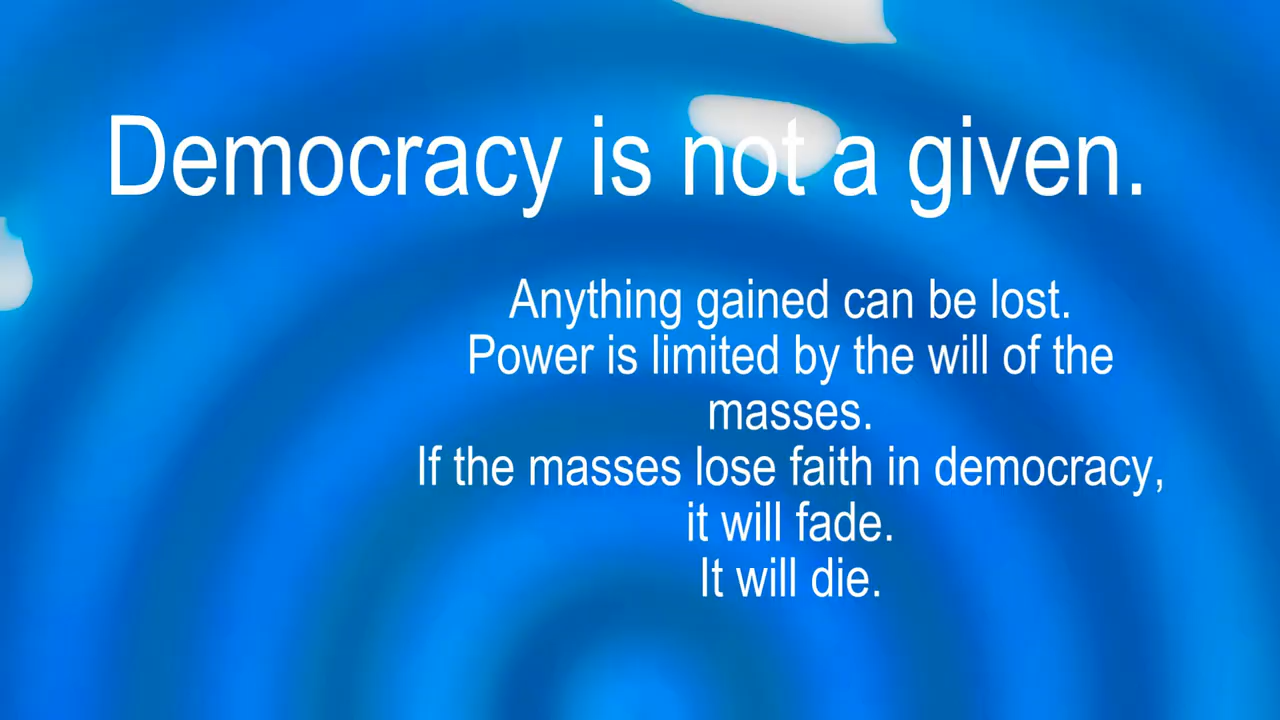 Democracy is not a given.
Anything gained can be lost.
Power is limited by the will of the
masses.
If the masses lose faith in democracy,
it will fade.
It will die.